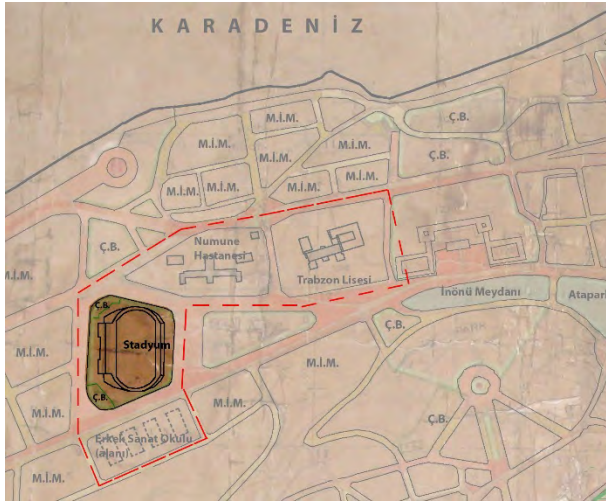 KARADENİZ
M.İ.M.
Ç.B.
M.İ.M.
M.İ.M.
M.İ.M.
Ç.B.
M.İ.M.
M.İ.M.
M.İ.M.
M.İ.M.
Ç.B.
Numune
Hastanesi
M.İ.M.
Trabzon Lisesi
İnönü Meydanı
Atapark
Ç.B.
Stadyum
Ç.B.
M.İ.M.
M.İ.M.
Ç.B.
M.İ.M.
M.İ.M.
Ç.B.
Erkek Sanat Okulu
(alanı)
M.İ.M.